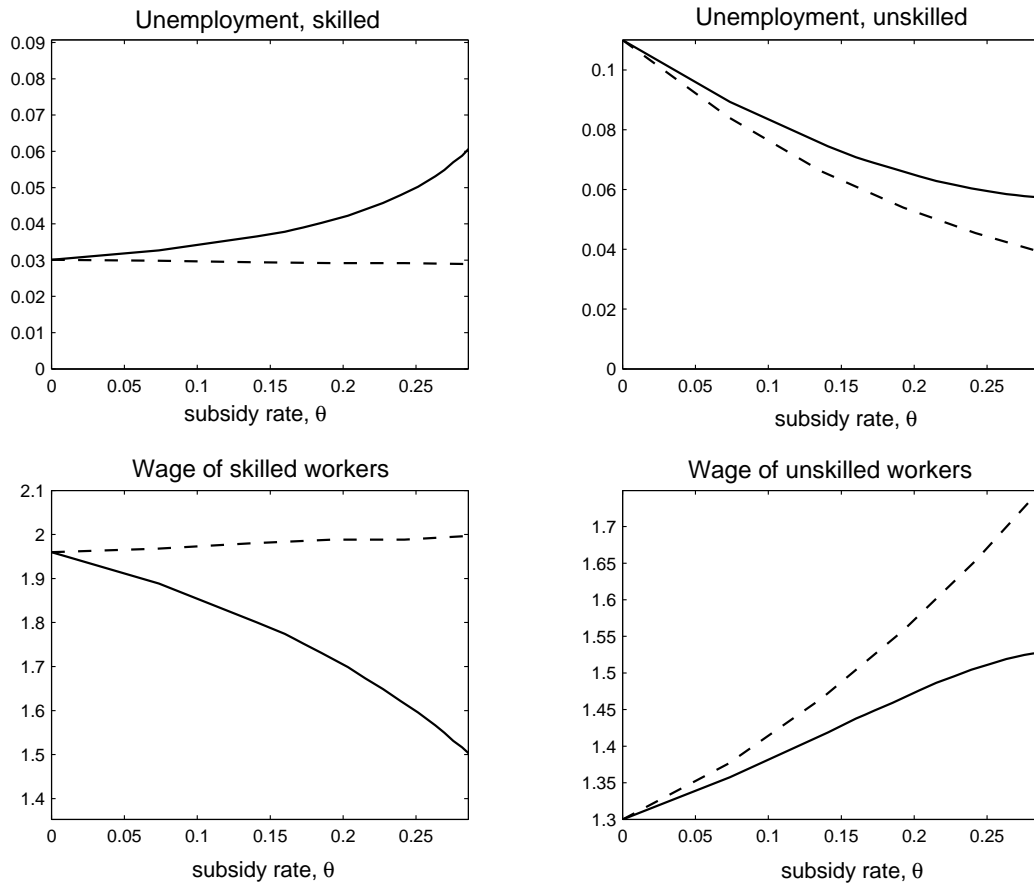 Unemployment, skilled
0.09
0.08
0.07
0.06
0.05
0.04
0.03
0.02
0.01
0
0 0.05 0.1 0.15 0.2 0.25
subsidy rate, θ
Unemployment, unskilled
0.1
0.08
0.06
0.04
0.02
0
0 0.05 0.1 0.15 0.2 0.25
subsidy rate, θ
Wage of skilled workers
2.1
2
1.9
1.8
1.7
1.6
1.5
1.4
0 0.05 0.1 0.15 0.2 0.25
subsidy rate, θ
Wage of unskilled workers
1.7
1.65
1.6
1.55
1.5
1.45
1.4
1.35
1.3
0 0.05 0.1 0.15 0.2 0.25
subsidy rate, θ